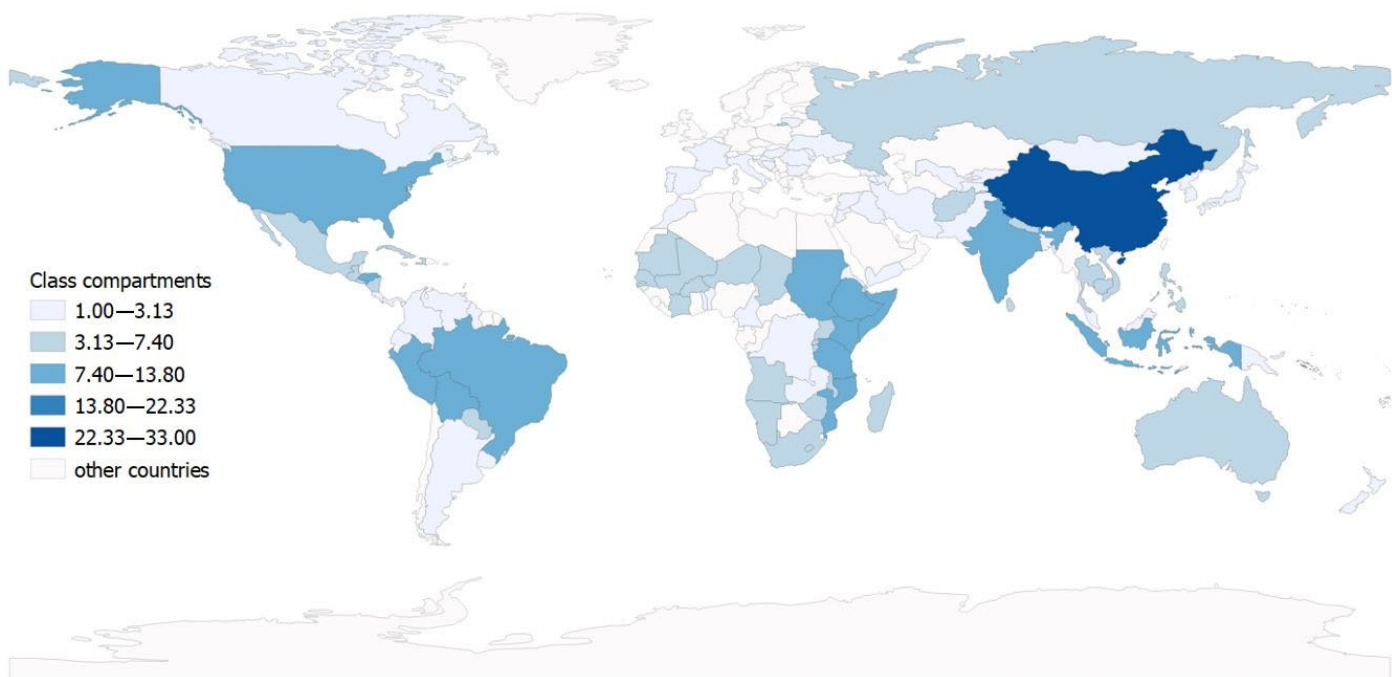 Class compartments
1.00—3.13
3.13—7.40
7.40—13.80
13.80—22.33
22.33—33.00
other countries